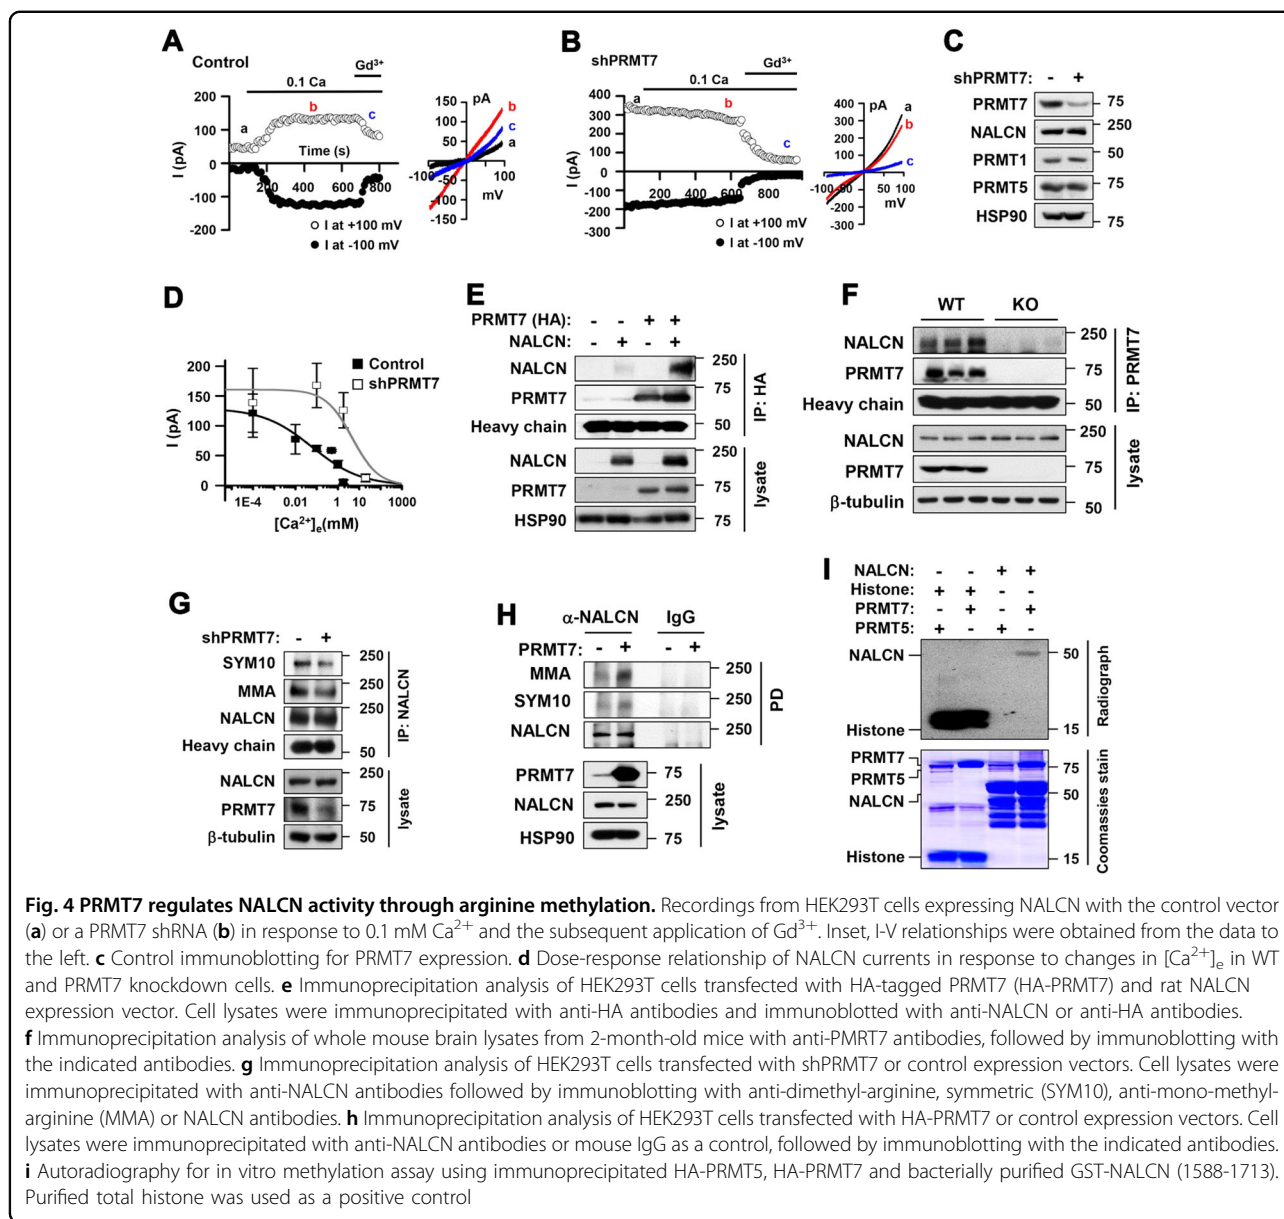 A
Control
Gd³⁺
0.1 Ca
200
100
0
-100
-200
I (pA)
a
b
c
Time (s)
200 400 600 800
○ I at +100 mV
● I at -100 mV
pA
150
100
50
-50
-100
-150
-100
100
mV
b
c
a
B
shPRMT7
Gd³⁺
0.1 Ca
400
300
200
100
0
-100
-200
-300
I (pA)
a
b
c
200 400 600 800
○ I at +100 mV
● I at -100 mV
pA
400
300
200
100
-100
-200
-300
-100 -50
50 100
mV
a
b
c
C
shPRMT7: - +
PRMT7 75
NALCN 250
PRMT1 50
PRMT5 75
HSP90 75
D
■ Control
□ shPRMT7
200
150
100
50
0
I (pA)
1E-4 0.01 0.1 1 10 1000
[Ca²⁺]e(mM)
E
PRMT7 (HA): - - + +
NALCN: - + - +
NALCN 250
PRMT7 75
Heavy chain 50
IP: HA
NALCN 250
PRMT7 75
HSP90 75
lysate
F
WT KO
NALCN 250
PRMT7 75
Heavy chain 50
IP: PRMT7
NALCN 250
PRMT7 75
β-tubulin 50
lysate
G
shPRMT7: - +
SYM10 250
MMA 250
NALCN 250
Heavy chain 50
IP: NALCN
NALCN 250
PRMT7 75
β-tubulin 50
lysate
H
α-NALCN IgG
PRMT7: - + - +
MMA 250
SYM10 250
NALCN 250
PD
PRMT7 75
NALCN 250
HSP90 75
lysate
I
NALCN: - - + +
Histone: + + - -
PRMT7: - + - +
PRMT5: + - + -
NALCN 50
Histone 15
Radiograph
PRMT7 75
PRMT5
NALCN 50
Histone 15
Coomassies stain
Fig. 4 PRMT7 regulates NALCN activity through arginine methylation. Recordings from HEK293T cells expressing NALCN with the control vector
(a) or a PRMT7 shRNA (b) in response to 0.1 mM Ca²⁺ and the subsequent application of Gd³⁺. Inset, I-V relationships were obtained from the data to
the left. c Control immunoblotting for PRMT7 expression. d Dose-response relationship of NALCN currents in response to changes in [Ca²⁺]e in WT
and PRMT7 knockdown cells. e Immunoprecipitation analysis of HEK293T cells transfected with HA-tagged PRMT7 (HA-PRMT7) and rat NALCN
expression vector. Cell lysates were immunoprecipitated with anti-HA antibodies and immunoblotted with anti-NALCN or anti-HA antibodies.
f Immunoprecipitation analysis of whole mouse brain lysates from 2-month-old mice with anti-PMRT7 antibodies, followed by immunoblotting with
the indicated antibodies. g Immunoprecipitation analysis of HEK293T cells transfected with shPRMT7 or control expression vectors. Cell lysates were
immunoprecipitated with anti-NALCN antibodies followed by immunoblotting with anti-dimethyl-arginine, symmetric (SYM10), anti-mono-methyl-
arginine (MMA) or NALCN antibodies. h Immunoprecipitation analysis of HEK293T cells transfected with HA-PRMT7 or control expression vectors. Cell
lysates were immunoprecipitated with anti-NALCN antibodies or mouse IgG as a control, followed by immunoblotting with the indicated antibodies.
i Autoradiography for in vitro methylation assay using immunoprecipitated HA-PRMT5, HA-PRMT7 and bacterially purified GST-NALCN (1588-1713).
Purified total histone was used as a positive control